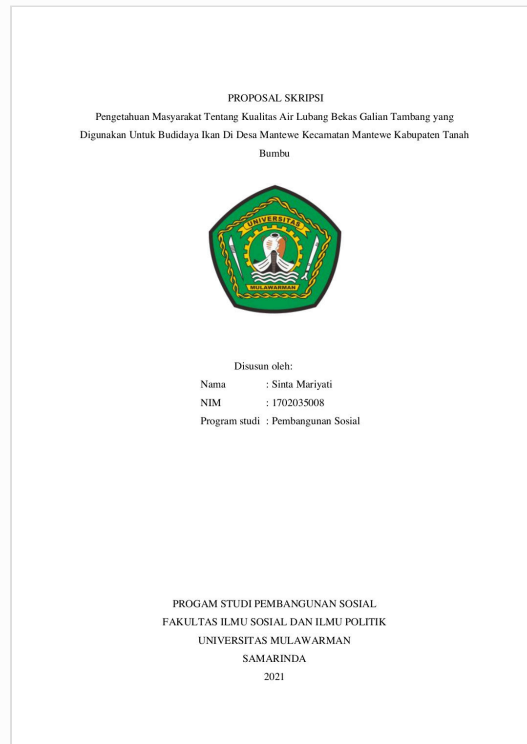 PROPOSAL SKRIPSI
Pengetahuan Masyarakat Tentang Kualitas Air Lubang Bekas Galian Tambang yang
Digunakan Untuk Budidaya Ikan Di Desa Mantewe Kecamatan Mantewe Kabupaten Tanah
Bumbu
UNIVERSITAS
MULAWARMAN
Disusun oleh:
Nama : Sinta Mariyati
NIM : 1702035008
Program studi : Pembangunan Sosial
PROGAM STUDI PEMBANGUNAN SOSIAL
FAKULTAS ILMU SOSIAL DAN ILMU POLITIK
UNIVERSITAS MULAWARMAN
SAMARINDA
2021